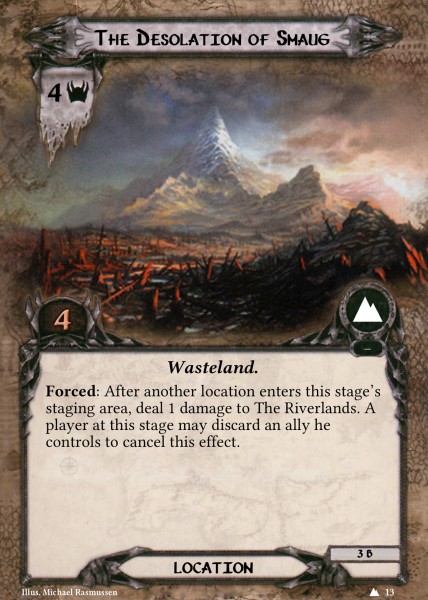 The Desolation of Smaug
4
4
–
Wasteland.
Forced: After another location enters this stage's
staging area, deal 1 damage to The Riverlands. A
player at this stage may discard an ally he
controls to cancel this effect.
3 B
LOCATION
Illus. Michael Rasmussen
13